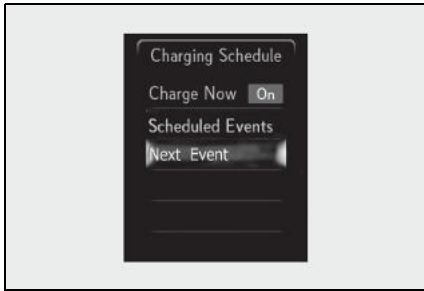 Charging Schedule
Charge Now On
Scheduled Events
Next Event